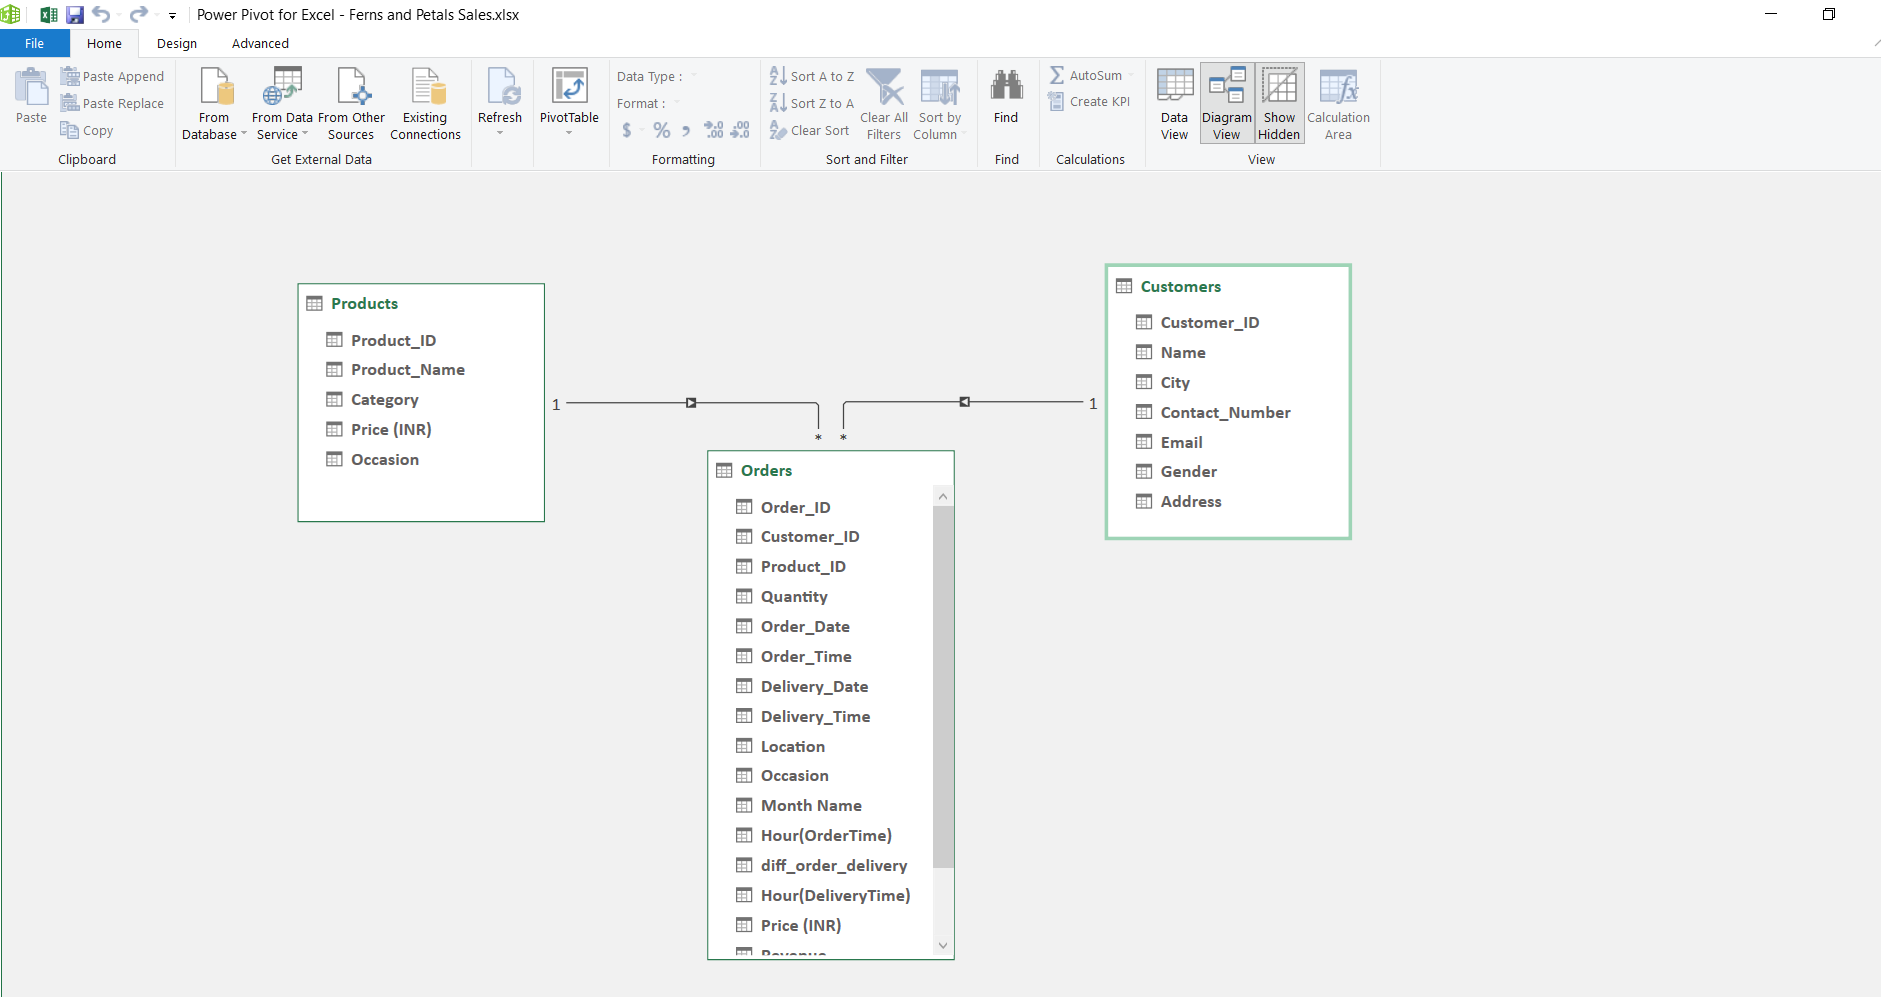 Power Pivot for Excel - Ferns and Petals Sales.xlsx
File Home Design Advanced
Paste
Paste Append
Paste Replace
Copy
Clipboard
From
Database
From Data
Service
From Other
Sources
Existing
Connections
Get External Data
Refresh
PivotTable
Data Type :
Format :
$ % ,
Formatting
Sort A to Z
Sort Z to A
Clear Sort
Clear All
Filters
Sort by
Column
Sort and Filter
Find
Find
AutoSum
Create KPI
Calculations
Data
View
Diagram
View
Show
Hidden
Calculation
Area
View
Products
Product_ID
Product_Name
Category
Price (INR)
Occasion
1
*
*
1
Customers
Customer_ID
Name
City
Contact_Number
Email
Gender
Address
Orders
Order_ID
Customer_ID
Product_ID
Quantity
Order_Date
Order_Time
Delivery_Date
Delivery_Time
Location
Occasion
Month Name
Hour(OrderTime)
diff_order_delivery
Hour(DeliveryTime)
Price (INR)
Revenue